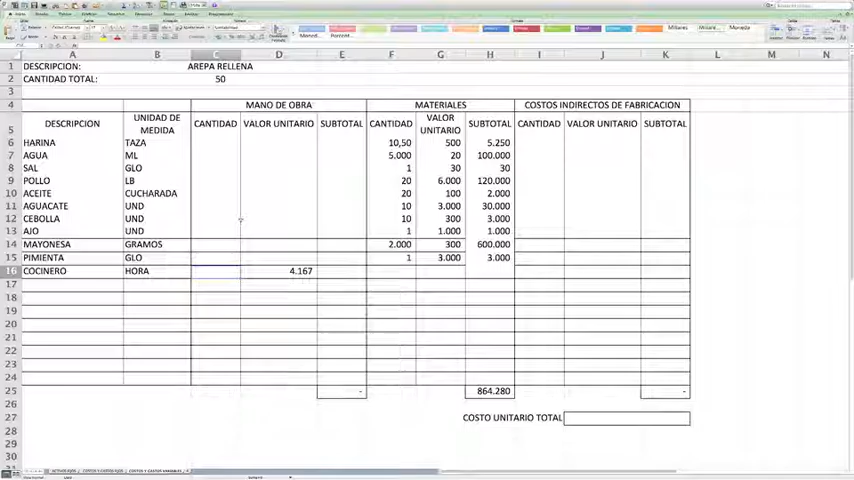 Millares
Millares...
Moneda
A B C D E F G H I J K L M N
1 DESCRIPCION: AREPA RELLENA
2 CANTIDAD TOTAL: 50
3
4 MANO DE OBRA MATERIALES COSTOS INDIRECTOS DE FABRICACION
5 DESCRIPCION UNIDAD DE MEDIDA CANTIDAD VALOR UNITARIO SUBTOTAL CANTIDAD VALOR UNITARIO SUBTOTAL CANTIDAD VALOR UNITARIO SUBTOTAL
6 HARINA TAZA 10,50 500 5.250
7 AGUA ML 5.000 20 100.000
8 SAL GLO 1 30 30
9 POLLO LB 20 6.000 120.000
10 ACEITE CUCHARADA 20 100 2.000
11 AGUACATE UND 10 3.000 30.000
12 CEBOLLA UND 10 300 3.000
13 AJO UND 1 1.000 1.000
14 MAYONESA GRAMOS 2.000 300 600.000
15 PIMIENTA GLO 1 3.000 3.000
16 COCINERO HORA 4.167
17
18
19
20
21
22
23
24
25 - 864.280 -
26
27 COSTO UNITARIO TOTAL
28
29
30